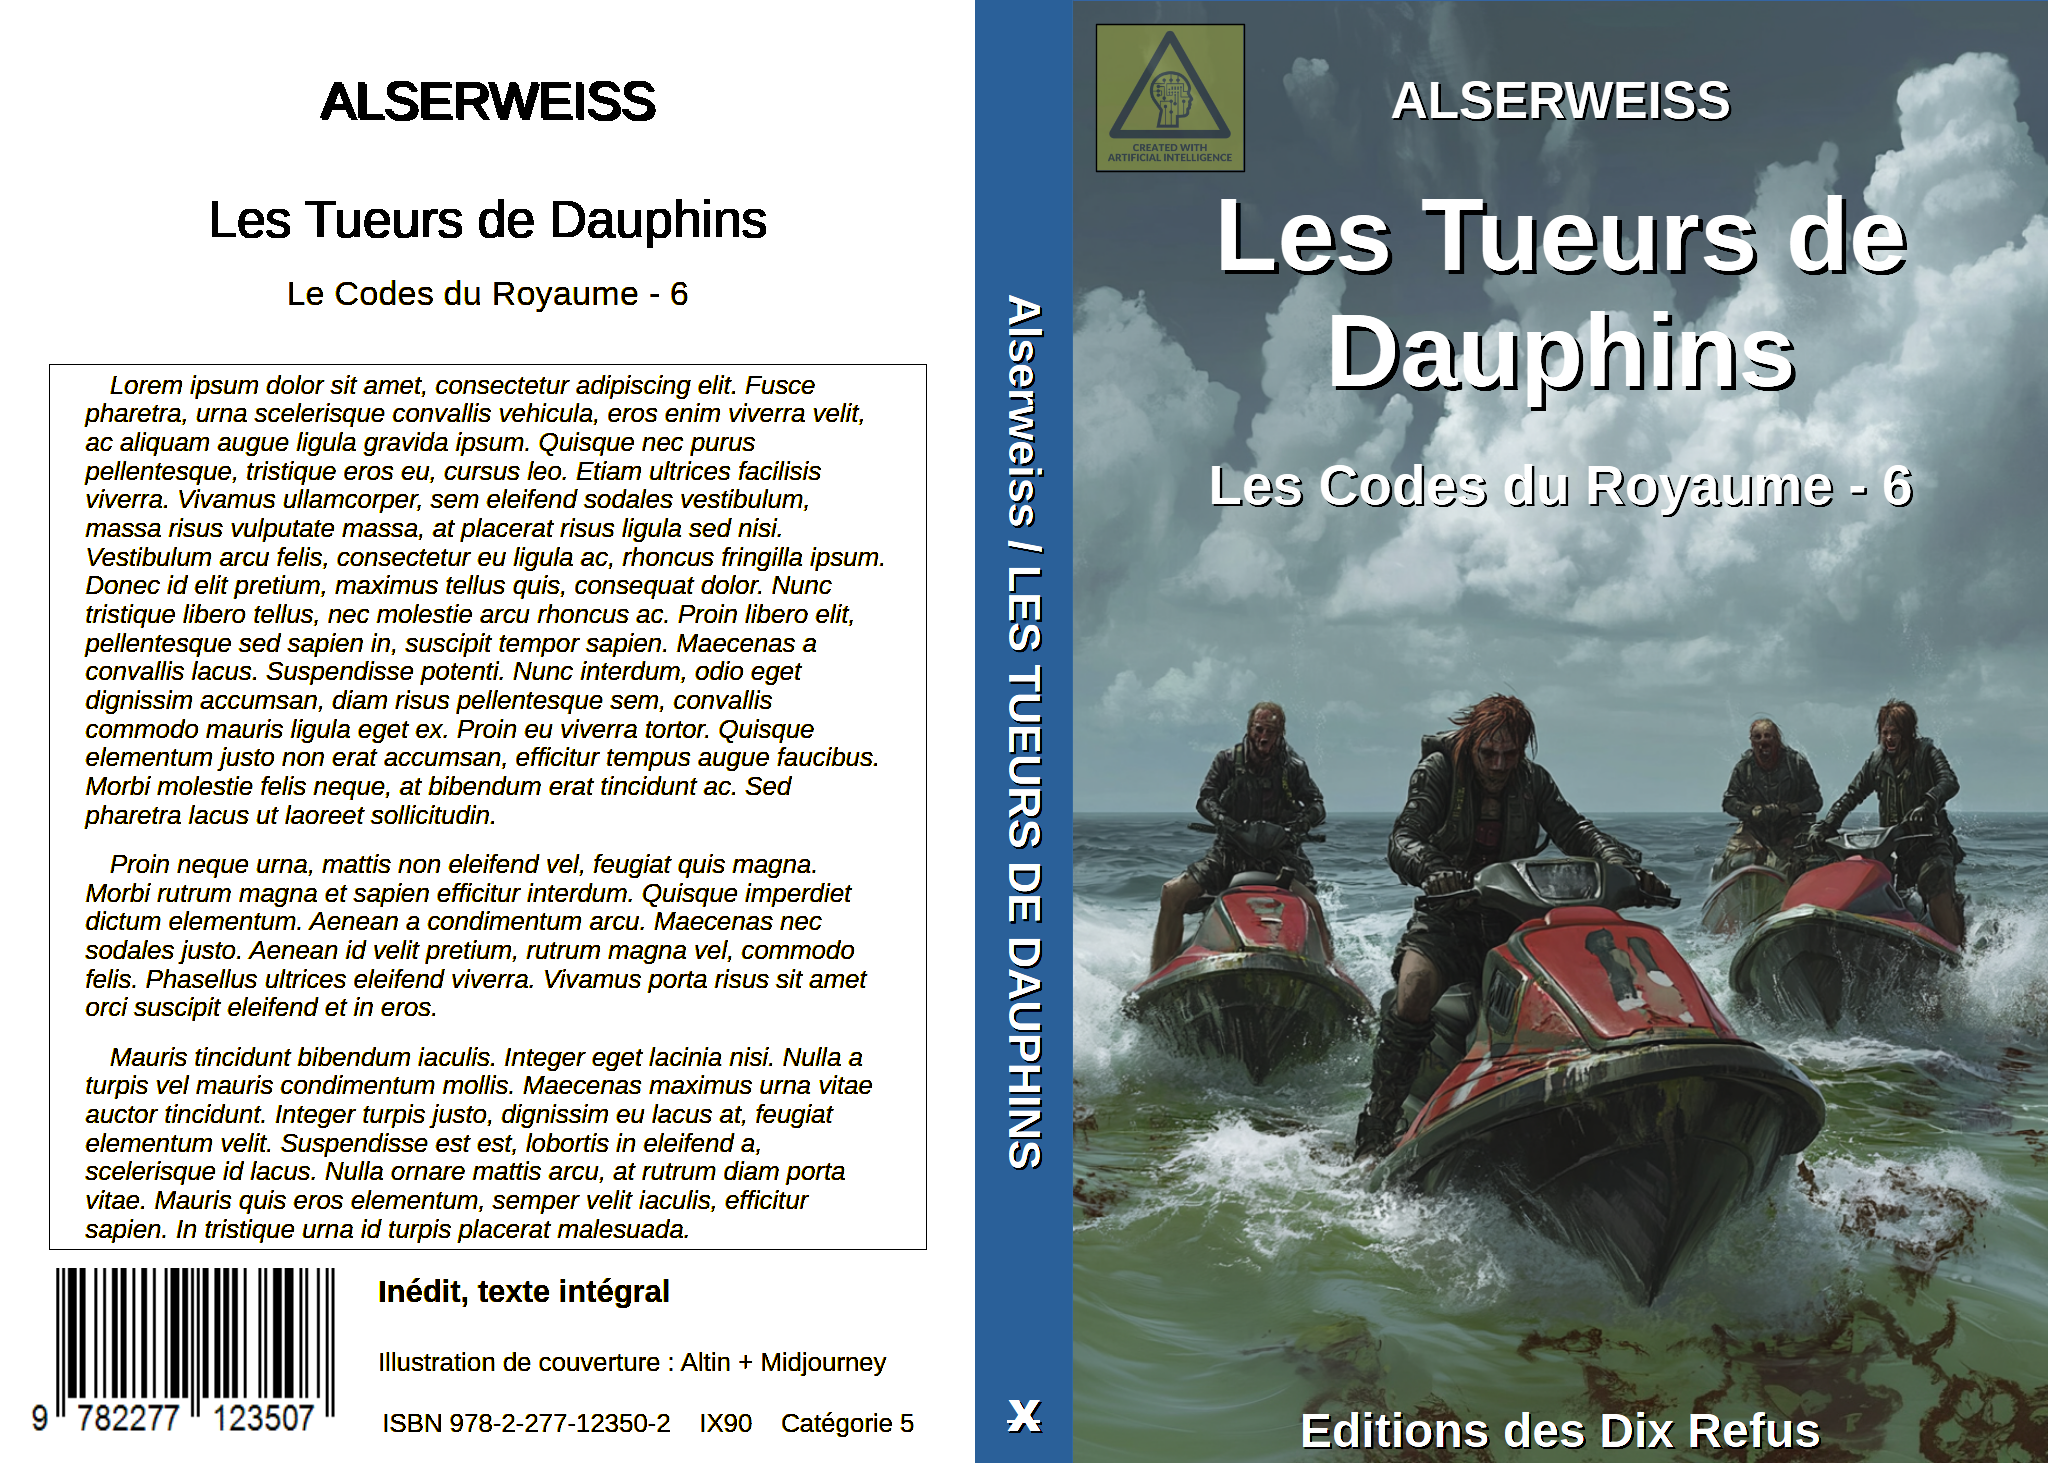 ALSERWEISS
Les Tueurs de Dauphins
Le Codes du Royaume - 6
Lorem ipsum dolor sit amet, consectetur adipiscing elit. Fusce
pharetra, urna scelerisque convallis vehicula, eros enim viverra velit,
ac aliquam augue ligula gravida ipsum. Quisque nec purus
pellentesque, tristique eros eu, cursus leo. Etiam ultrices facilisis
viverra. Vivamus ullamcorper, sem eleifend sodales vestibulum,
massa risus vulputate massa, at placerat risus ligula sed nisi.
Vestibulum arcu felis, consectetur eu ligula ac, rhoncus fringilla ipsum.
Donec id elit pretium, maximus tellus quis, consequat dolor. Nunc
tristique libero tellus, nec molestie arcu rhoncus ac. Proin libero elit,
pellentesque sed sapien in, suscipit tempor sapien. Maecenas a
convallis lacus. Suspendisse potenti. Nunc interdum, odio eget
dignissim accumsan, diam risus pellentesque sem, convallis
commodo mauris ligula eget ex. Proin eu viverra tortor. Quisque
elementum justo non erat accumsan, efficitur tempus augue faucibus.
Morbi molestie felis neque, at bibendum erat tincidunt ac. Sed
pharetra lacus ut laoreet sollicitudin.
Proin neque urna, mattis non eleifend vel, feugiat quis magna.
Morbi rutrum magna et sapien efficitur interdum. Quisque imperdiet
dictum elementum. Aenean a condimentum arcu. Maecenas nec
sodales justo. Aenean id velit pretium, rutrum magna vel, commodo
felis. Phasellus ultrices eleifend viverra. Vivamus porta risus sit amet
orci suscipit eleifend et in eros.
Mauris tincidunt bibendum iaculis. Integer eget lacinia nisi. Nulla a
turpis vel mauris condimentum mollis. Maecenas maximus urna vitae
auctor tincidunt. Integer turpis justo, dignissim eu lacus at, feugiat
elementum velit. Suspendisse est est, lobortis in eleifend a,
scelerisque id lacus. Nulla ornare mattis arcu, at rutrum diam porta
vitae. Mauris quis eros elementum, semper velit iaculis, efficitur
sapien. In tristique urna id turpis placerat malesuada.
Inédit, texte intégral
Illustration de couverture : Altin + Midjourney
9 782277 123507
ISBN 978-2-277-12350-2 IX90 Catégorie 5
Alserweiss / LES TUEURS DE DAUPHINS
X
CREATED WITH
ARTIFICIAL INTELLIGENCE
ALSERWEISS
Les Tueurs de
Dauphins
Les Codes du Royaume - 6
Editions des Dix Refus